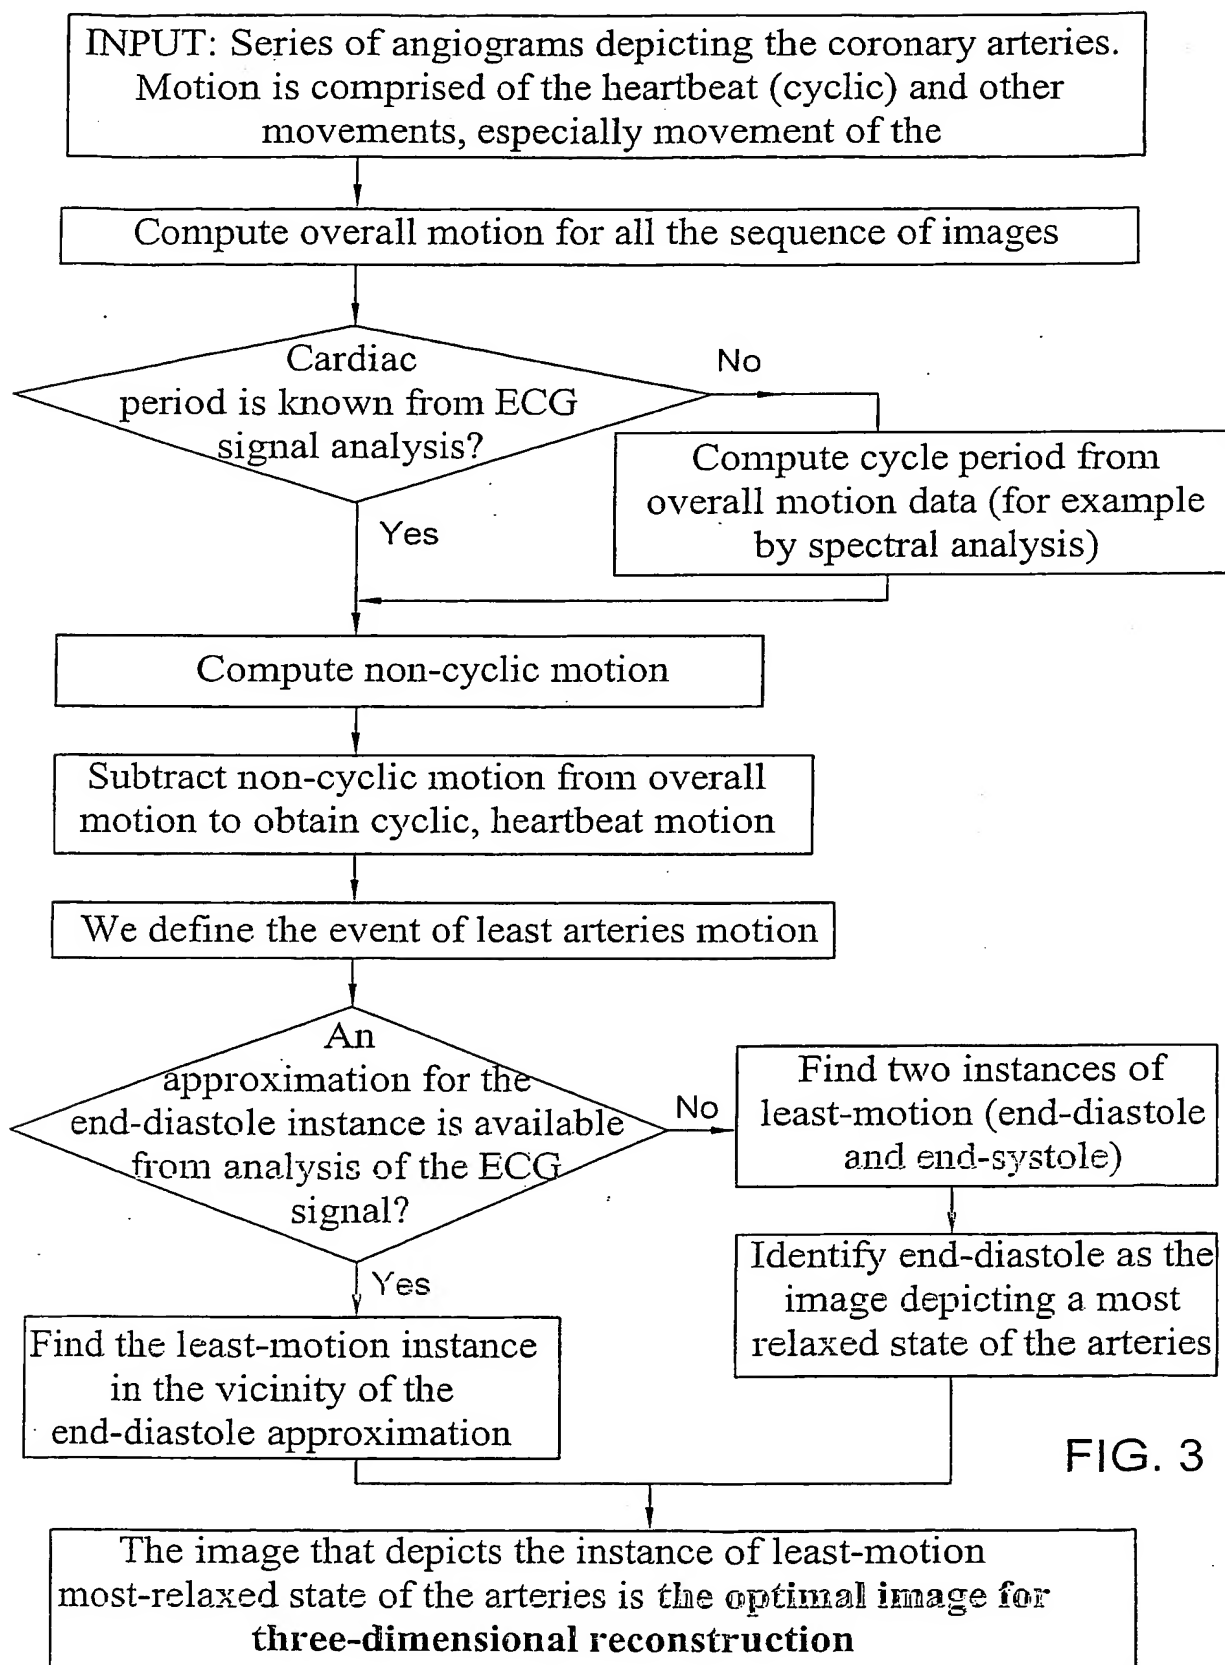 INPUT: Series of angiograms depicting the coronary arteries.
Motion is comprised of the heartbeat (cyclic) and other
movements, especially movement of the
Compute overall motion for all the sequence of images
Cardiac
period is known from ECG
signal analysis?
No
Compute cycle period from
overall motion data (for example
by spectral analysis)
Yes
Compute non-cyclic motion
Subtract non-cyclic motion from overall
motion to obtain cyclic, heartbeat motion
We define the event of least arteries motion
An
approximation for the
end-diastole instance is available
from analysis of the ECG
signal?
No
Find two instances of
least-motion (end-diastole
and end-systole)
Identify end-diastole as the
image depicting a most
relaxed state of the arteries
Yes
Find the least-motion instance
in the vicinity of the
end-diastole approximation
FIG. 3
The image that depicts the instance of least-motion
most-relaxed state of the arteries is the optimal image for
three-dimensional reconstruction